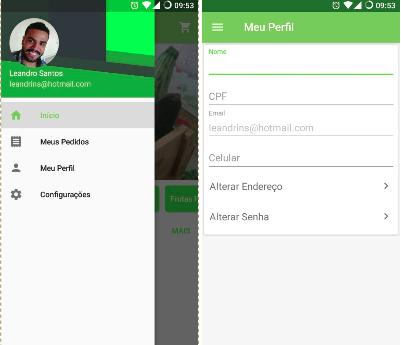 09:53
Leandro Santos
leandrins@hotmail.com
Início
Meus Pedidos
Meu Perfil
Configurações
Frutas
MAIS
09:53
Meu Perfil
Nome
CPF
Email
leandrins@hotmail.com
Celular
Alterar Endereço
Alterar Senha